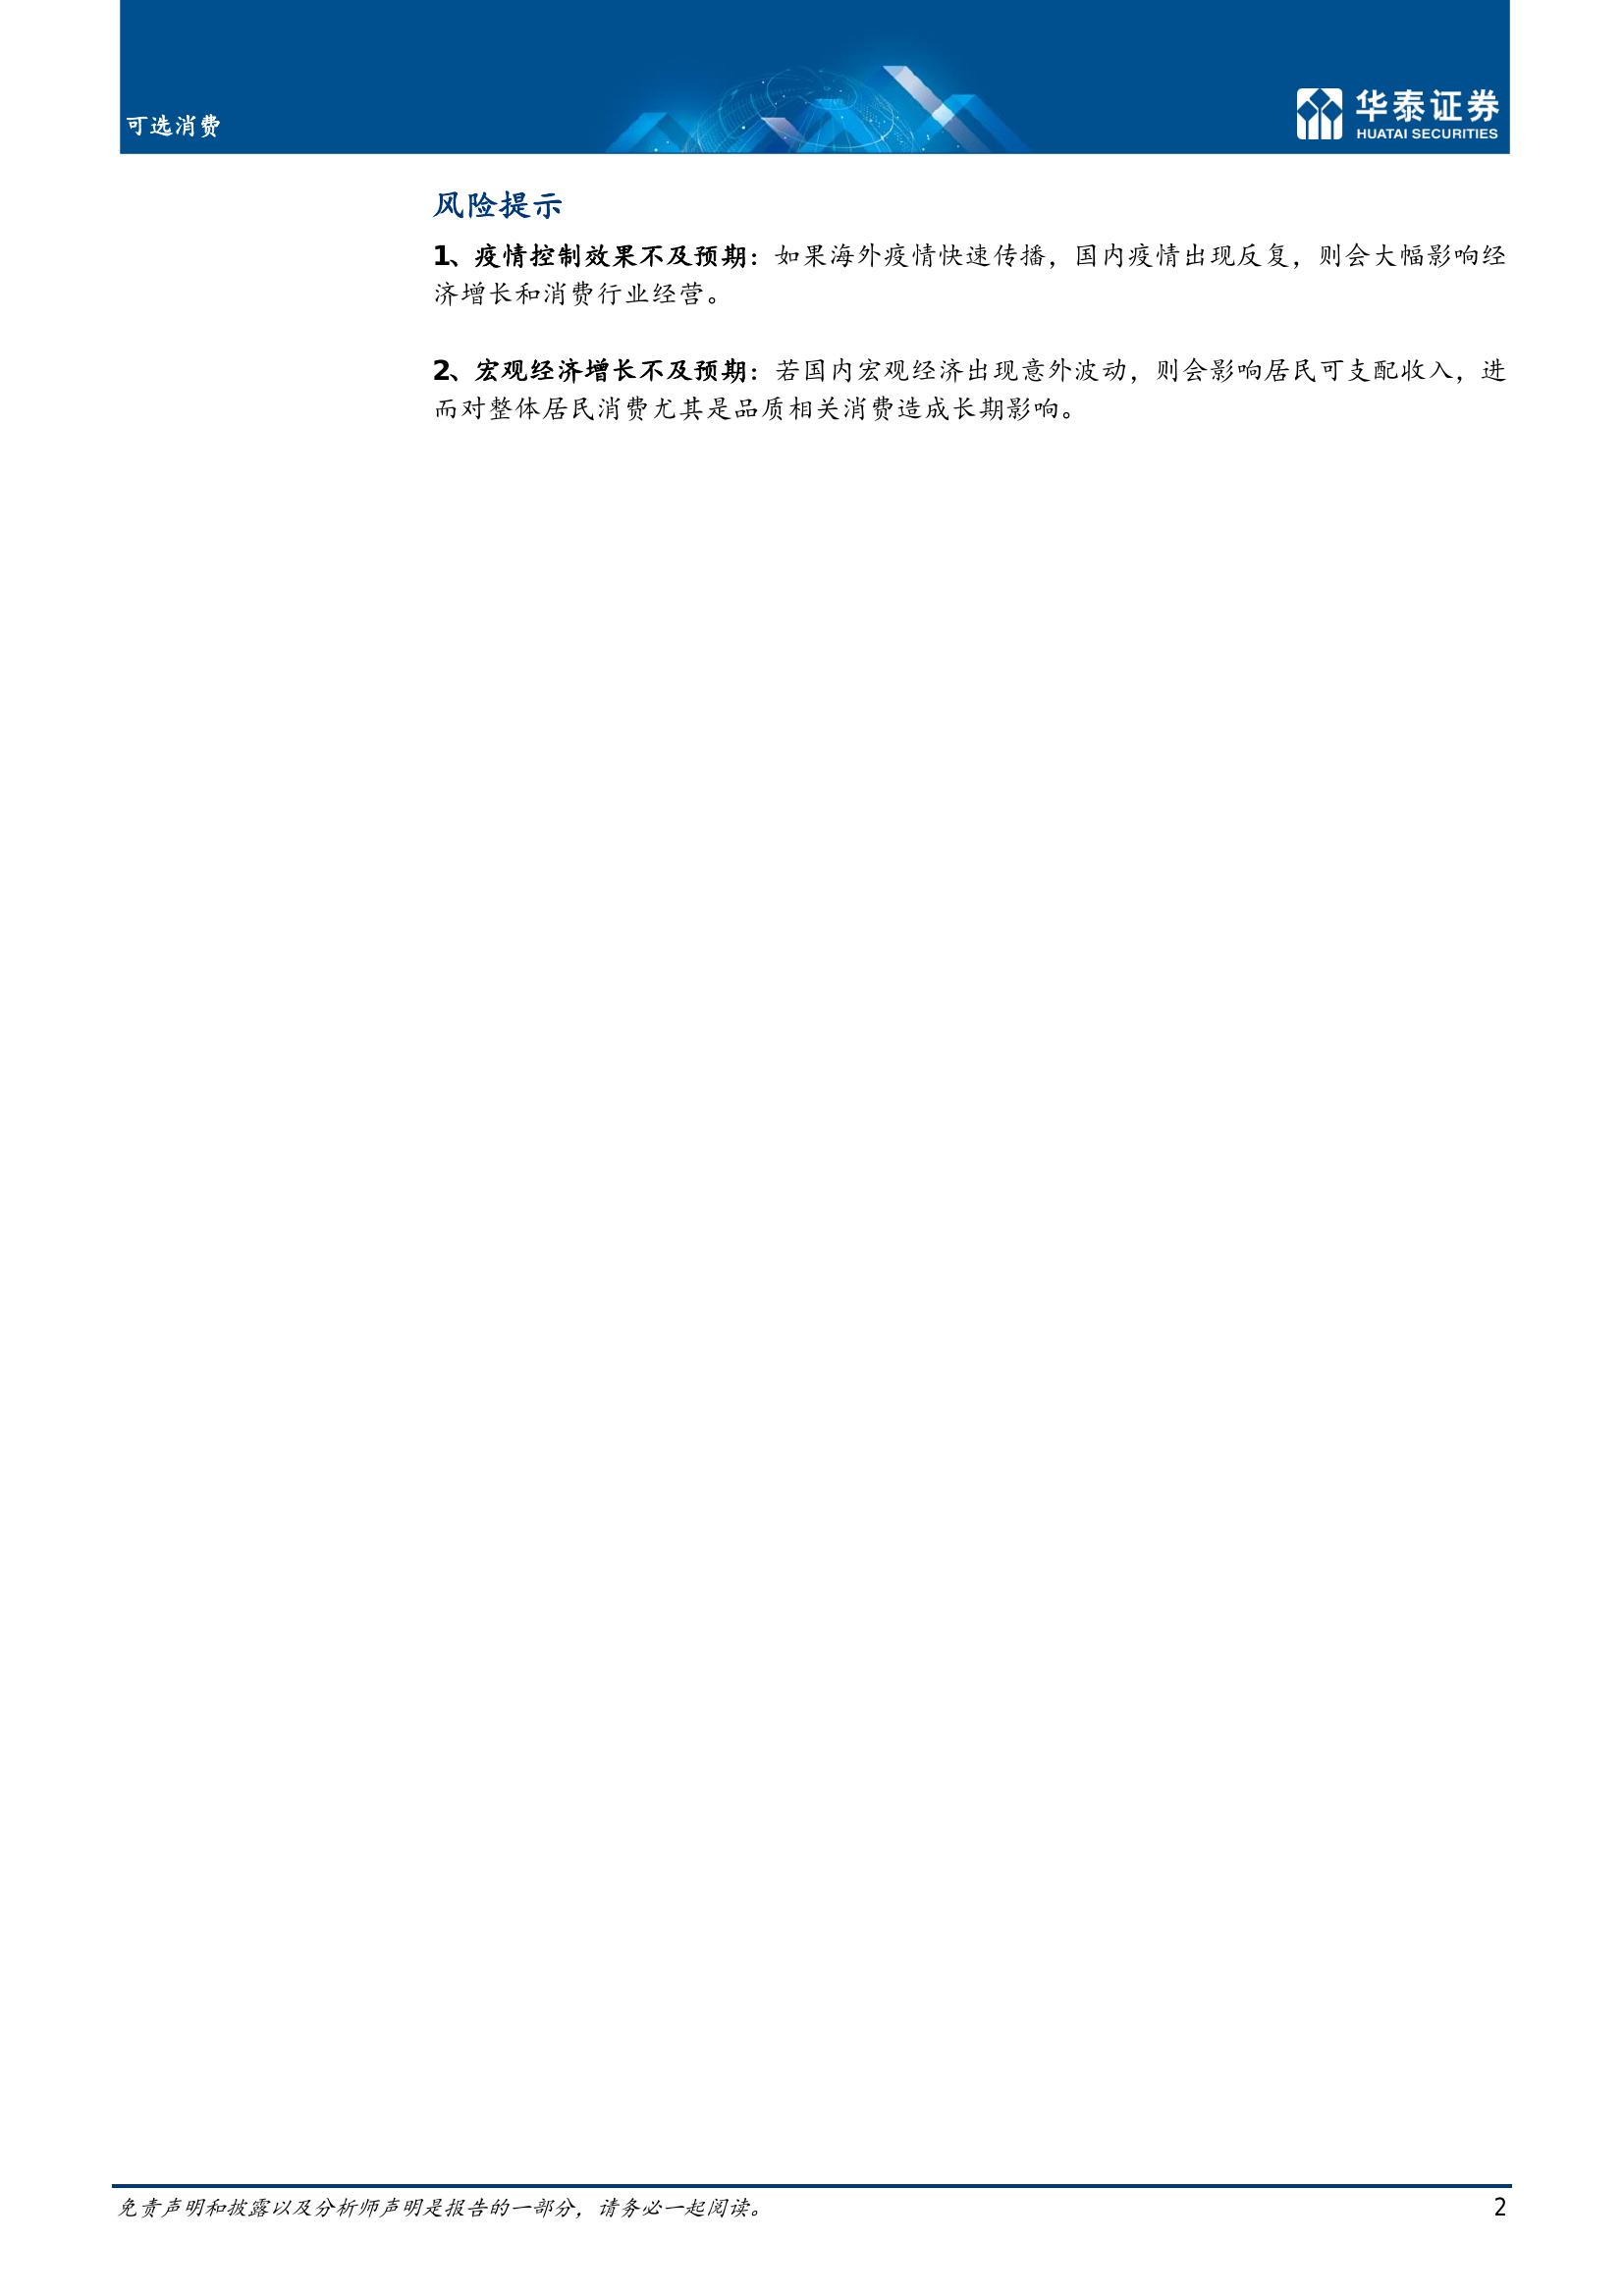 可选消费
华泰证券
HUATAI SECURITIES
风险提示
1、疫情控制效果不及预期：如果海外疫情快速传播，国内疫情出现反复，则会大幅影响经
济增长和消费行业经营。
2、宏观经济增长不及预期：若国内宏观经济出现意外波动，则会影响居民可支配收入，进
而对整体居民消费尤其是品质相关消费造成长期影响。
免责声明和披露以及分析师声明是报告的一部分，请务必一起阅读。
2